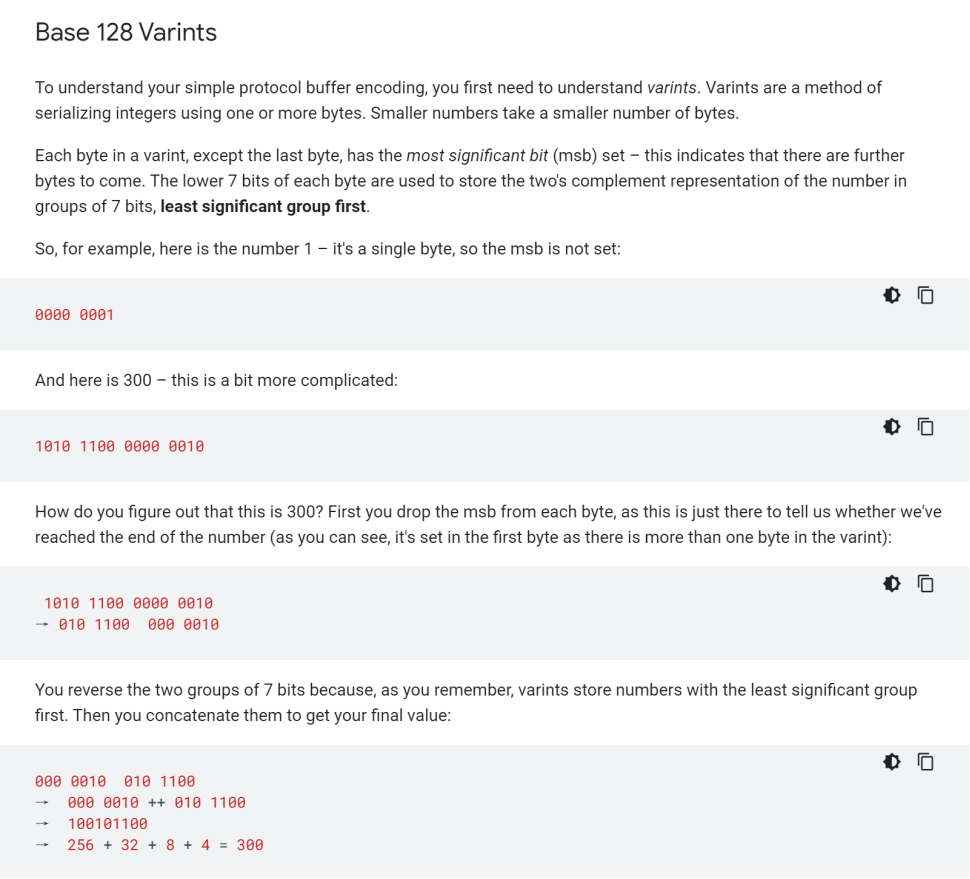 Base 128 Varints
To understand your simple protocol buffer encoding, you first need to understand varints. Varints are a method of
serializing integers using one or more bytes. Smaller numbers take a smaller number of bytes.
Each byte in a varint, except the last byte, has the most significant bit (msb) set – this indicates that there are further
bytes to come. The lower 7 bits of each byte are used to store the two's complement representation of the number in
groups of 7 bits, least significant group first.
So, for example, here is the number 1 – it's a single byte, so the msb is not set:
0000 0001
And here is 300 – this is a bit more complicated:
1010 1100 0000 0010
How do you figure out that this is 300? First you drop the msb from each byte, as this is just there to tell us whether we've
reached the end of the number (as you can see, it's set in the first byte as there is more than one byte in the varint):
1010 1100 0000 0010
→ 010 1100  000 0010
You reverse the two groups of 7 bits because, as you remember, varints store numbers with the least significant group
first. Then you concatenate them to get your final value:
000 0010  010 1100
→  000 0010 ++ 010 1100
→  100101100
→  256 + 32 + 8 + 4 = 300